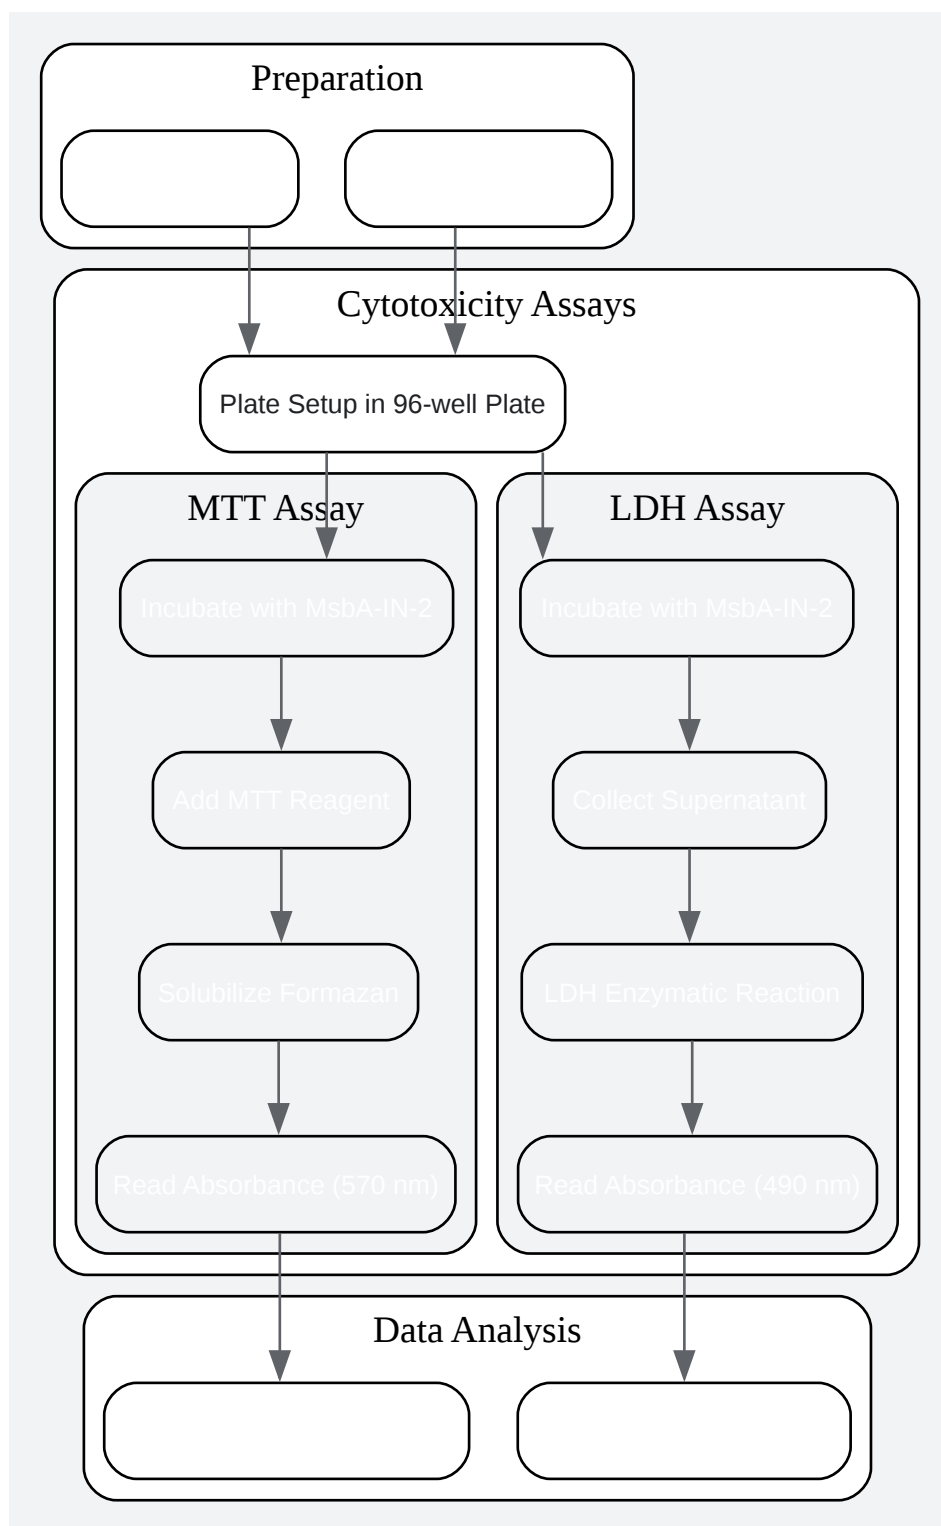 Preparation
Cytotoxicity Assays
Plate Setup in 96-well Plate
MTT Assay
LDH Assay
Incubate with MsbA-IN-2
Incubate with MsbA-IN-2
Add MTT Reagent
Collect Supernatant
Solubilize Formazan
LDH Enzymatic Reaction
Read Absorbance (570 nm)
Read Absorbance (490 nm)
Data Analysis